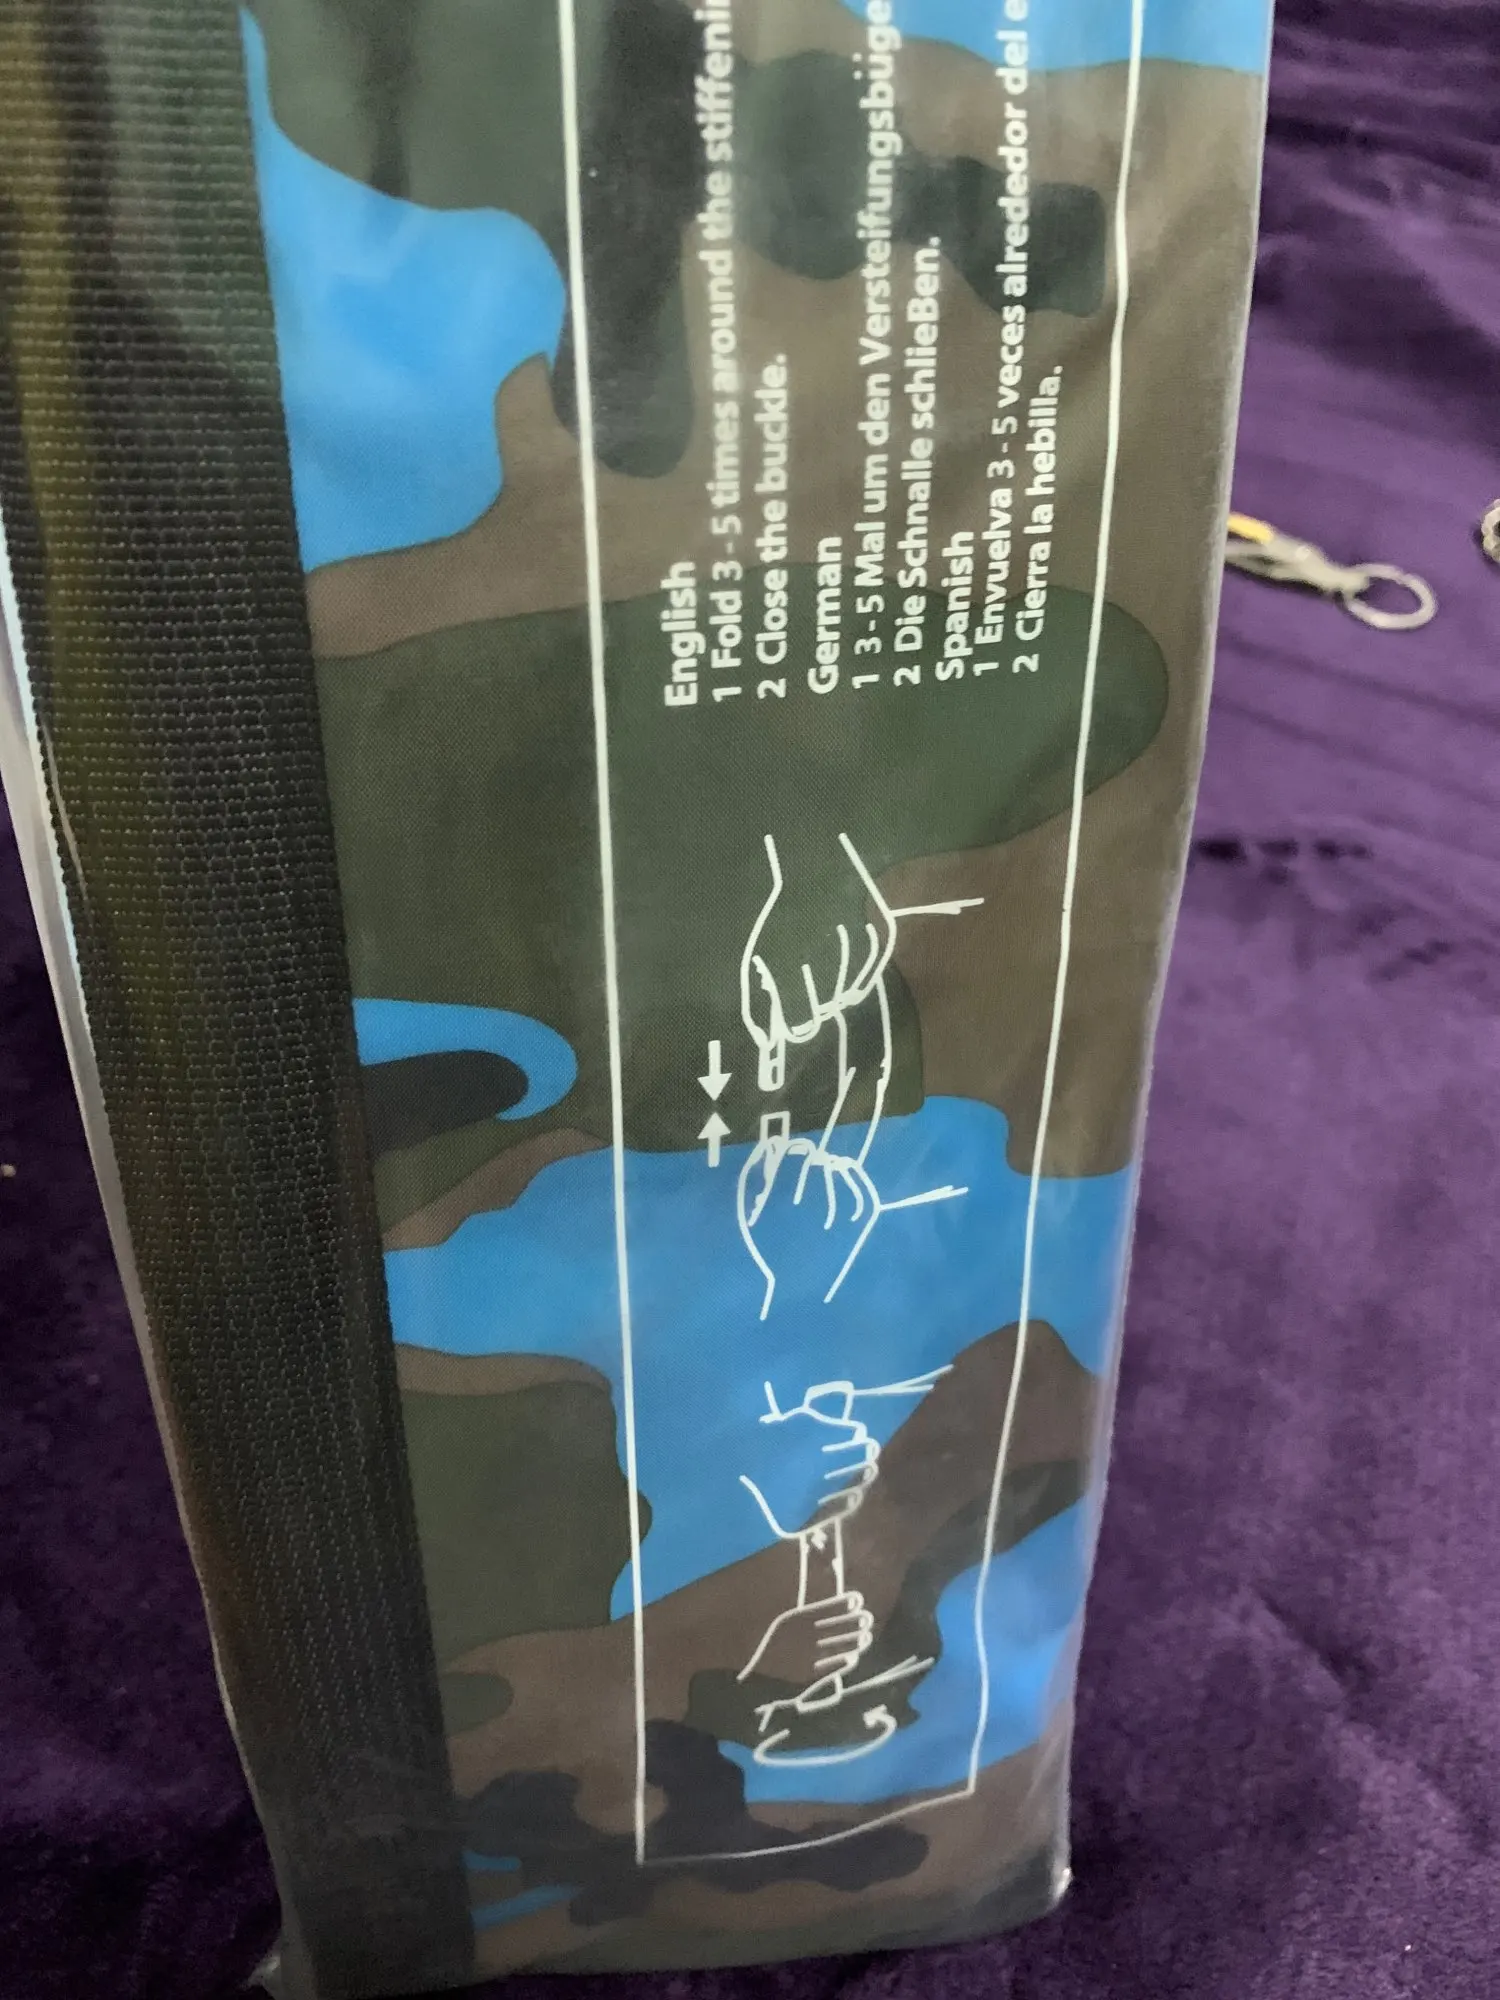 English
1 Fold 3 - 5 times around the
2 Close the buckle.
German
1 3 - 5 Mal um den
2 Die Schnalle schlieBen.
Spanish
1 Envuelva 3 - 5 veces alrededor del
2 Cierra la hebilla.